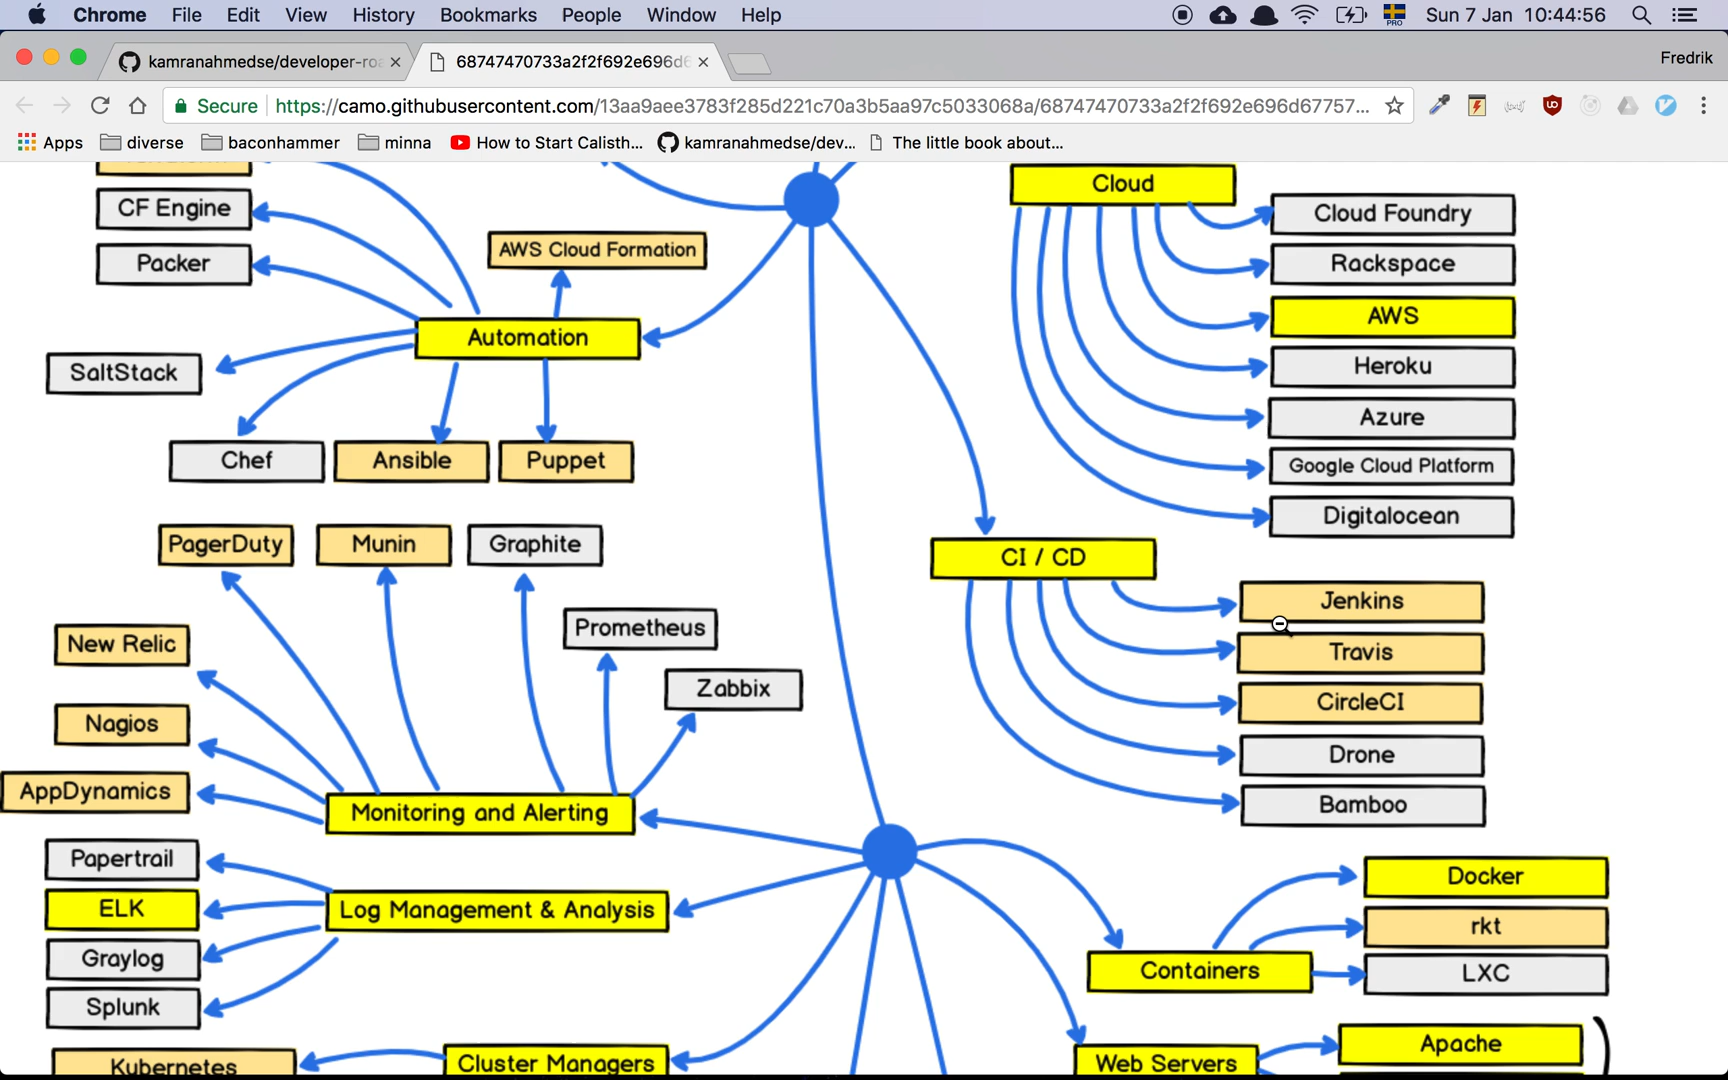 Chrome File Edit View History Bookmarks People Window Help
PRO
Sun 7 Jan 10:44:56
kamranahmedse/developer-roa
68747470733a2f2f692e696d6
Fredrik
Secure https://camo.githubusercontent.com/13aa9aee3783f285d221c70a3b5aa97c5033068a/68747470733a2f2f692e696d67757...
Apps diverse baconhammer minna How to Start Calisth... kamranahmedse/dev... The little book about...
Cloud
CF Engine
Cloud Foundry
AWS Cloud Formation
Packer
Rackspace
AWS
Automation
Heroku
SaltStack
Azure
Chef
Ansible
Puppet
Google Cloud Platform
Digitalocean
PagerDuty
Munin
Graphite
CI / CD
Jenkins
Prometheus
New Relic
Travis
Zabbix
CircleCI
Nagios
Drone
AppDynamics
Monitoring and Alerting
Bamboo
Papertrail
Docker
ELK
Log Management & Analysis
rkt
Graylog
Containers
LXC
Splunk
Apache
Kubernetes
Cluster Managers
Web Servers